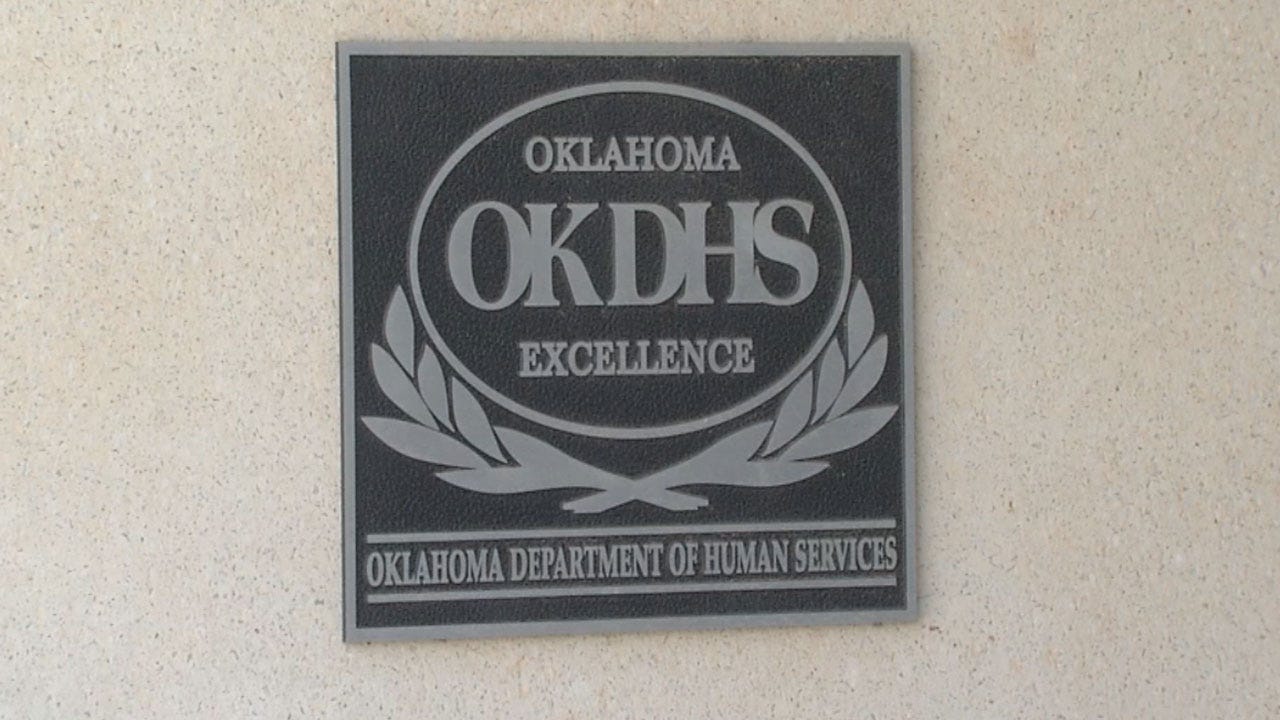 OKLAHOMA
OKDHS
EXCELLENCE
OKLAHOMA DEPARTMENT OF HUMAN SERVICES